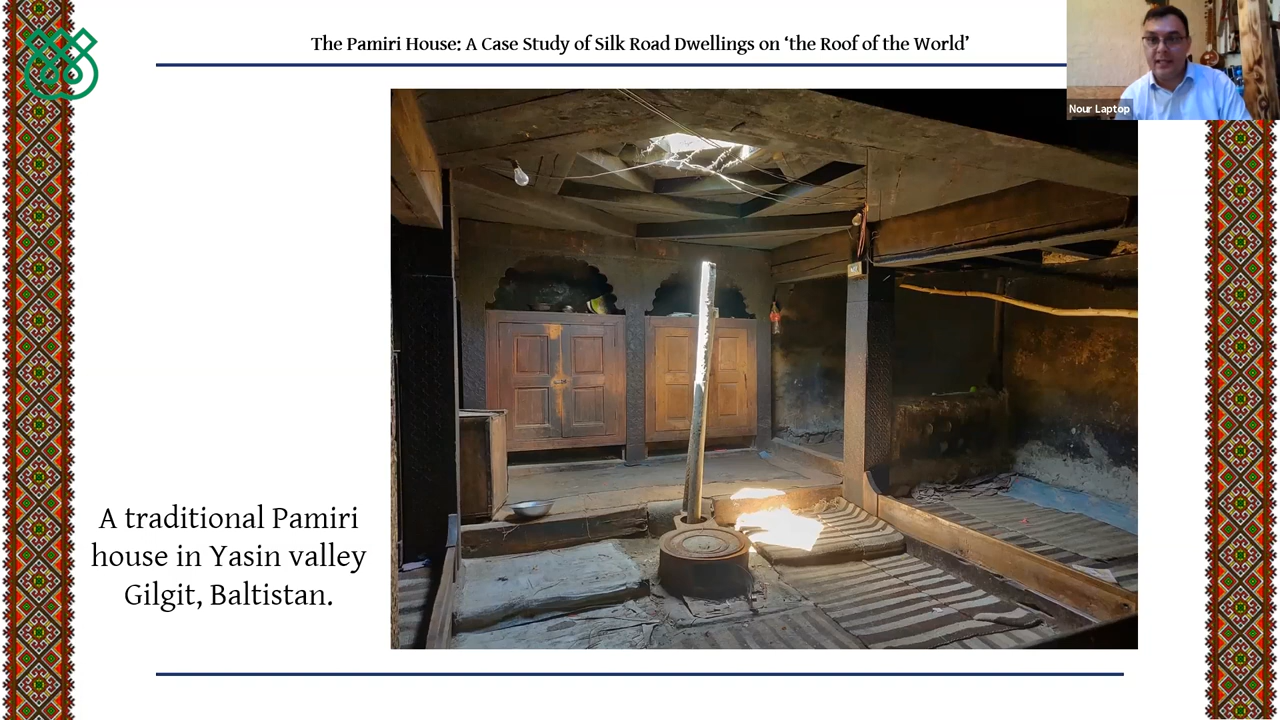 The Pamiri House: A Case Study of Silk Road Dwellings on ‘the Roof of the World’
Nour Laptop
A traditional Pamiri
house in Yasin valley
Gilgit, Baltistan.